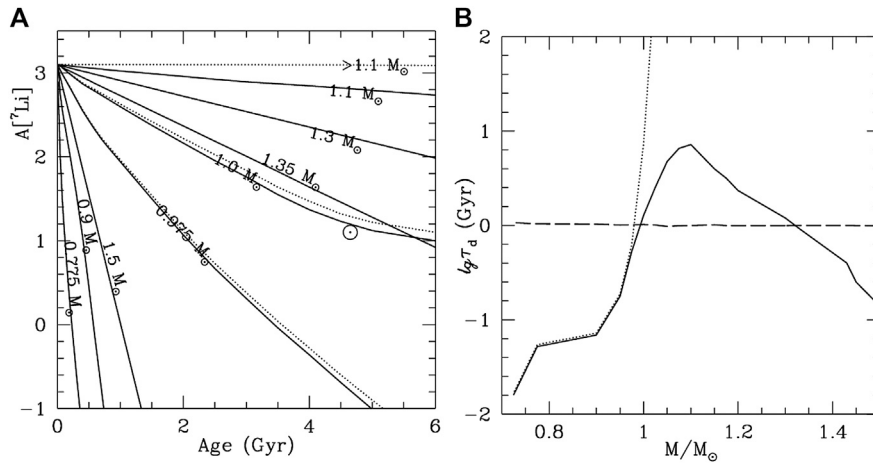 A
B
3
2
1
0
-1
0
2
4
6
A[⁷Li]
Age (Gyr)
>1.1 M⊙
1.1 M⊙
1.3 M⊙
1.35 M⊙
1.0 M⊙
0.975 M⊙
1.5 M⊙
0.9 M⊙
0.775 M⊙
⊙
2
1
0
-1
-2
0.8
1
1.2
1.4
lg τd (Gyr)
M/M⊙